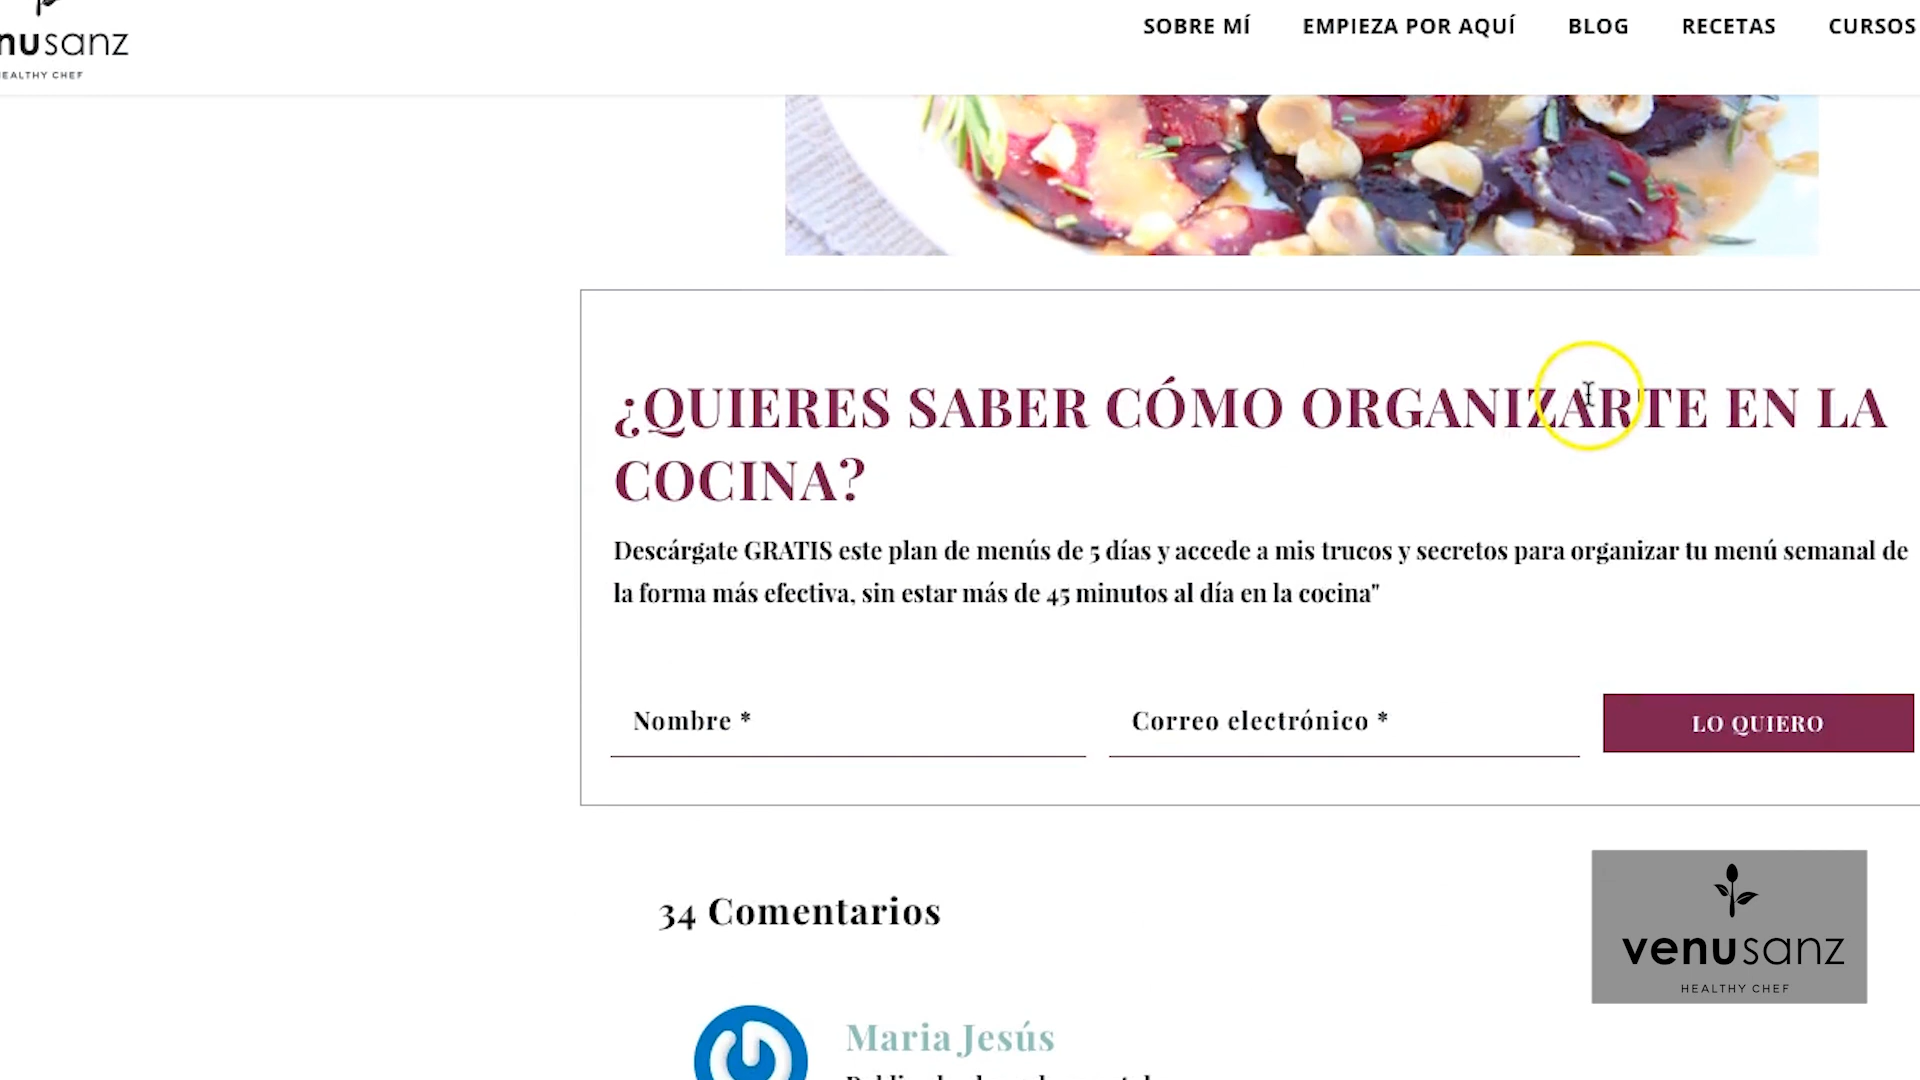 nusanz
HEALTHY CHEF
SOBRE MÍ EMPIEZA POR AQUÍ BLOG RECETAS CURSOS
¿QUIERES SABER CÓMO ORGANIZARTE EN LA
COCINA?
Descárgate GRATIS este plan de menús de 5 días y accede a mis trucos y secretos para organizar tu menú semanal de
la forma más efectiva, sin estar más de 45 minutos al día en la cocina"
Nombre * Correo electrónico * LO QUIERO
34 Comentarios
venusanz
HEALTHY CHEF
Maria Jesús